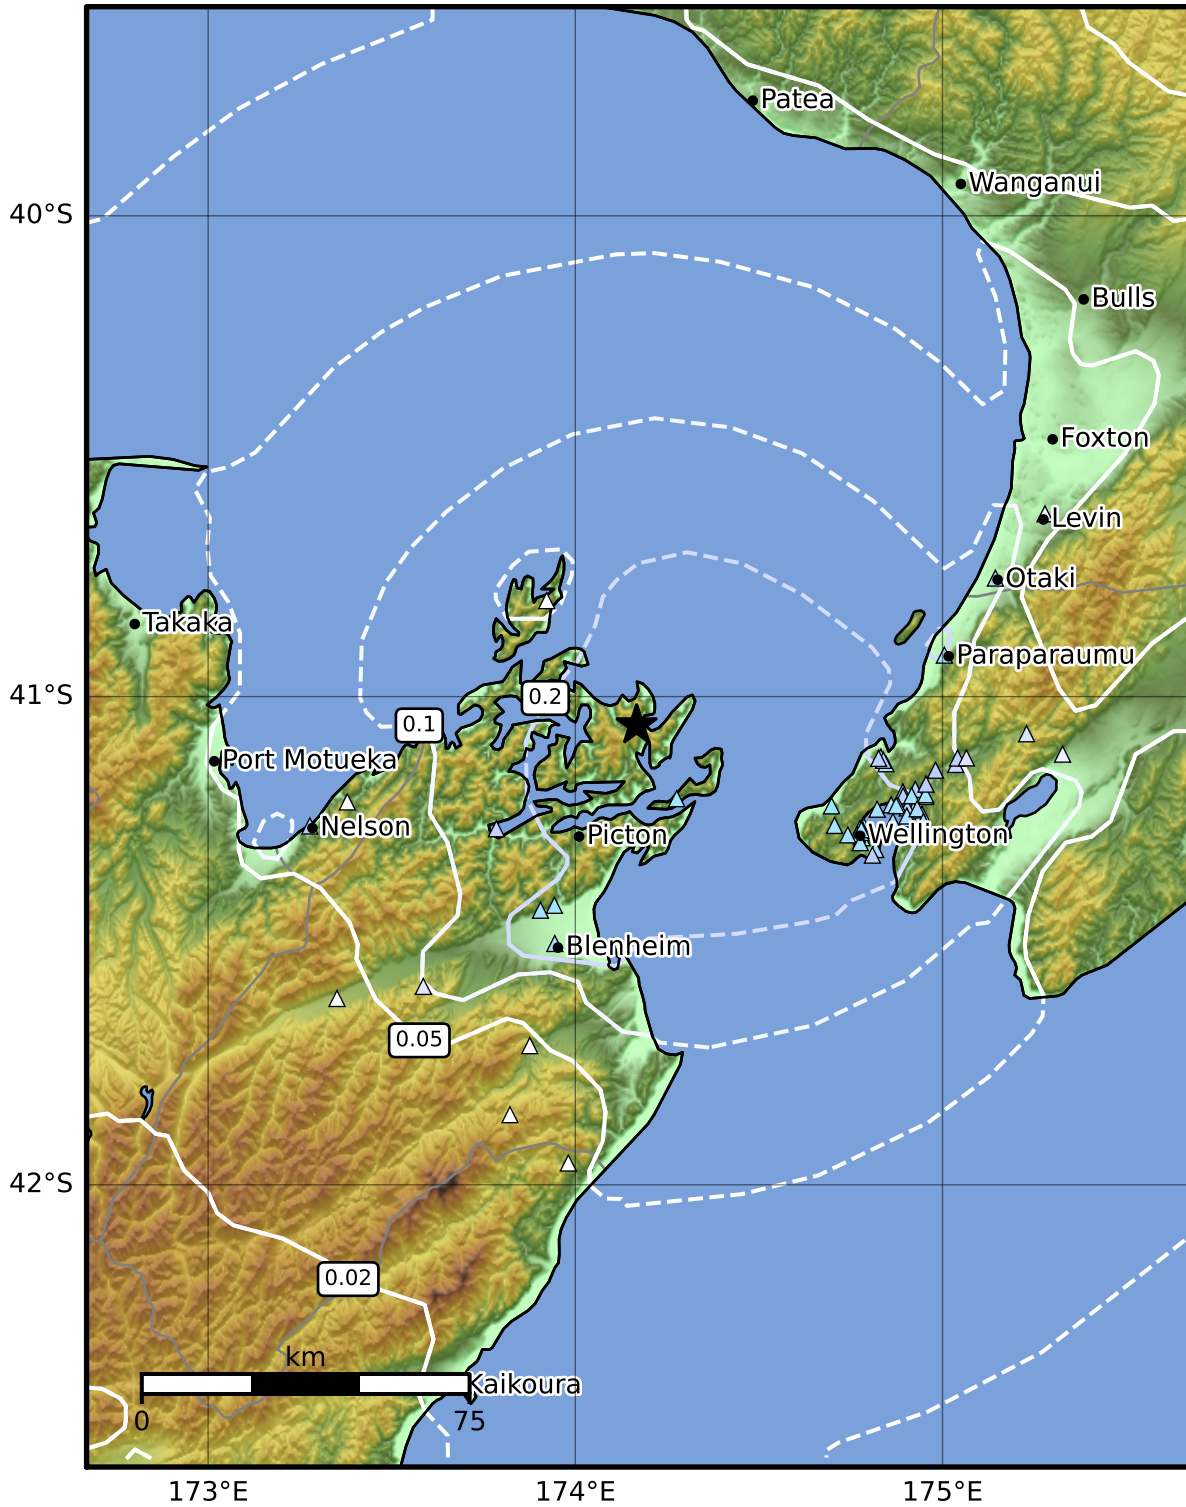 Patea
Wanganui
40°S
Bulls
Foxton
Levin
Otaki
Takaka
Paraparaumu
41°S
0.2
0.1
Port Motueka
Nelson
Picton
Wellington
Blenheim
0.05
42°S
0.02
km
Kaikoura
0
75
173°E
174°E
175°E